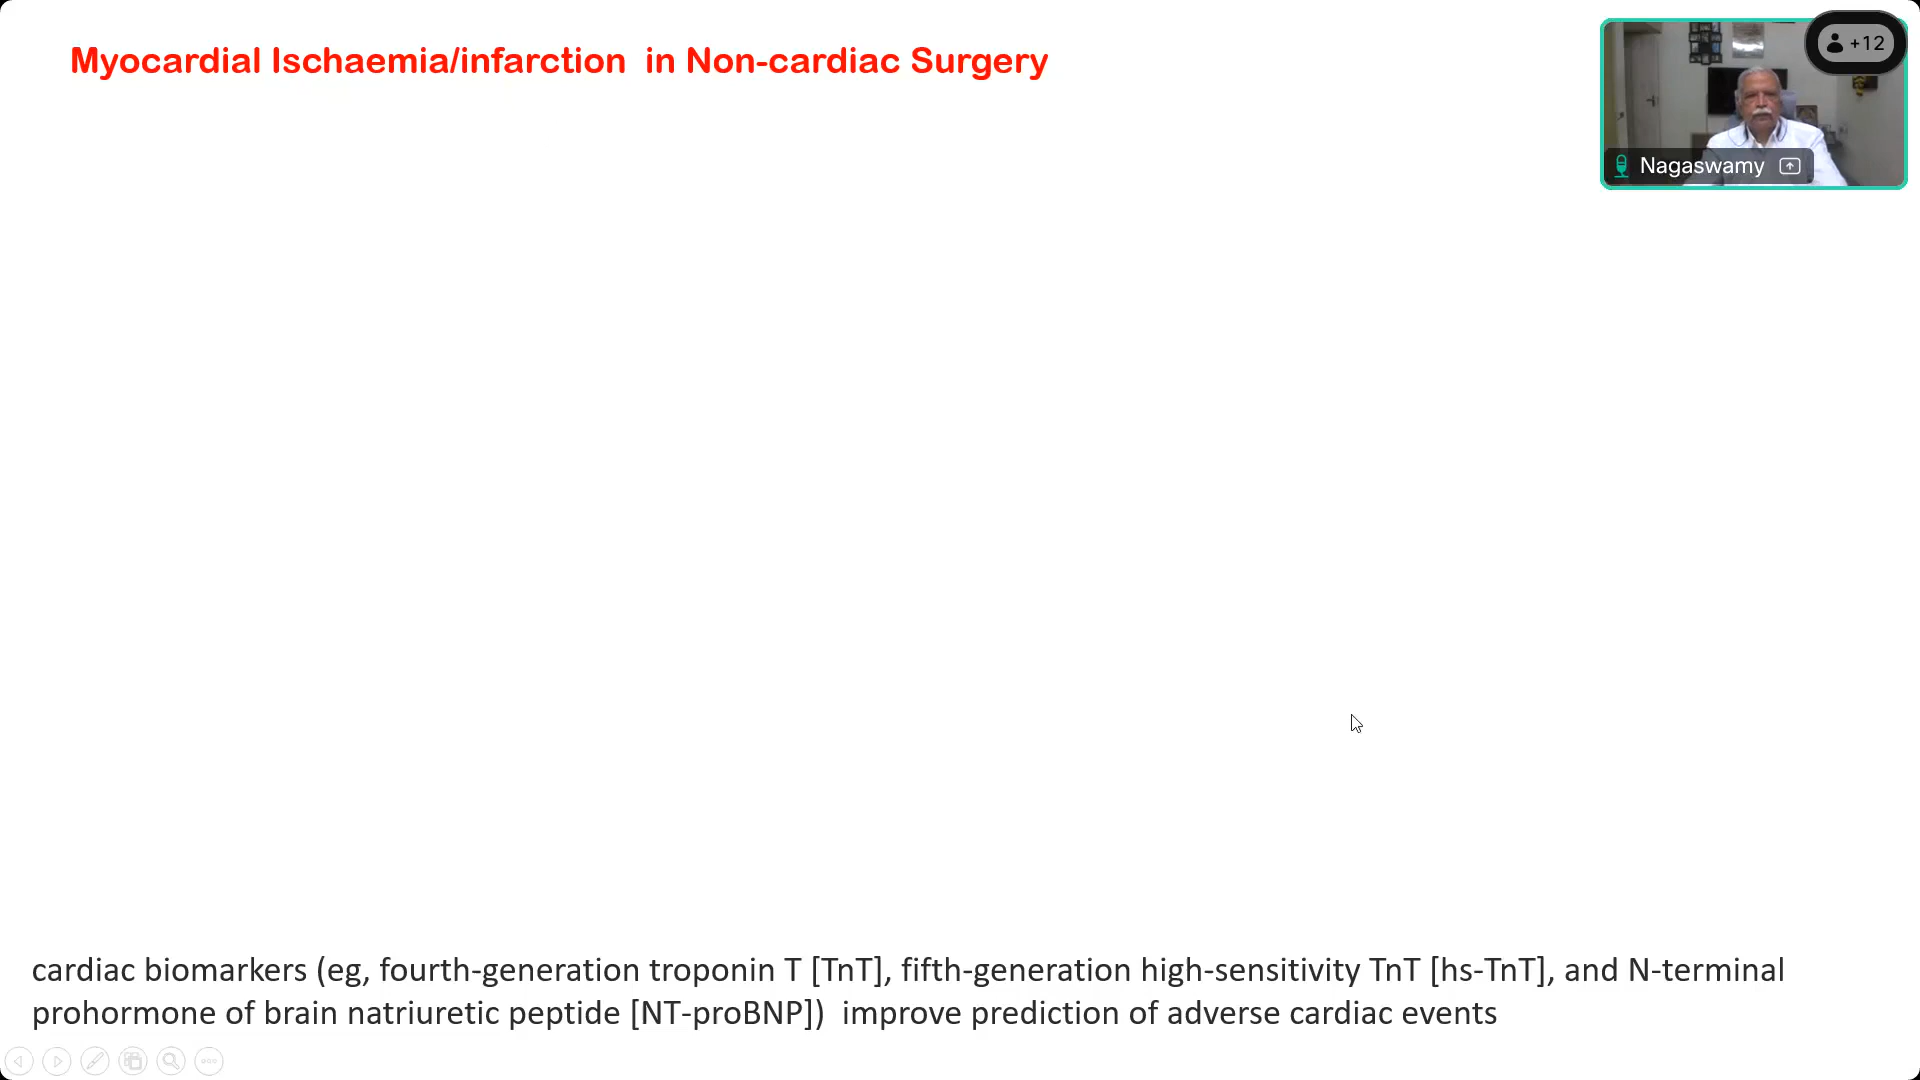 Myocardial Ischaemia/infarction in Non-cardiac Surgery
+12
Nagaswamy
cardiac biomarkers (eg, fourth-generation troponin T [TnT], fifth-generation high-sensitivity TnT [hs-TnT], and N-terminal
prohormone of brain natriuretic peptide [NT-proBNP]) improve prediction of adverse cardiac events